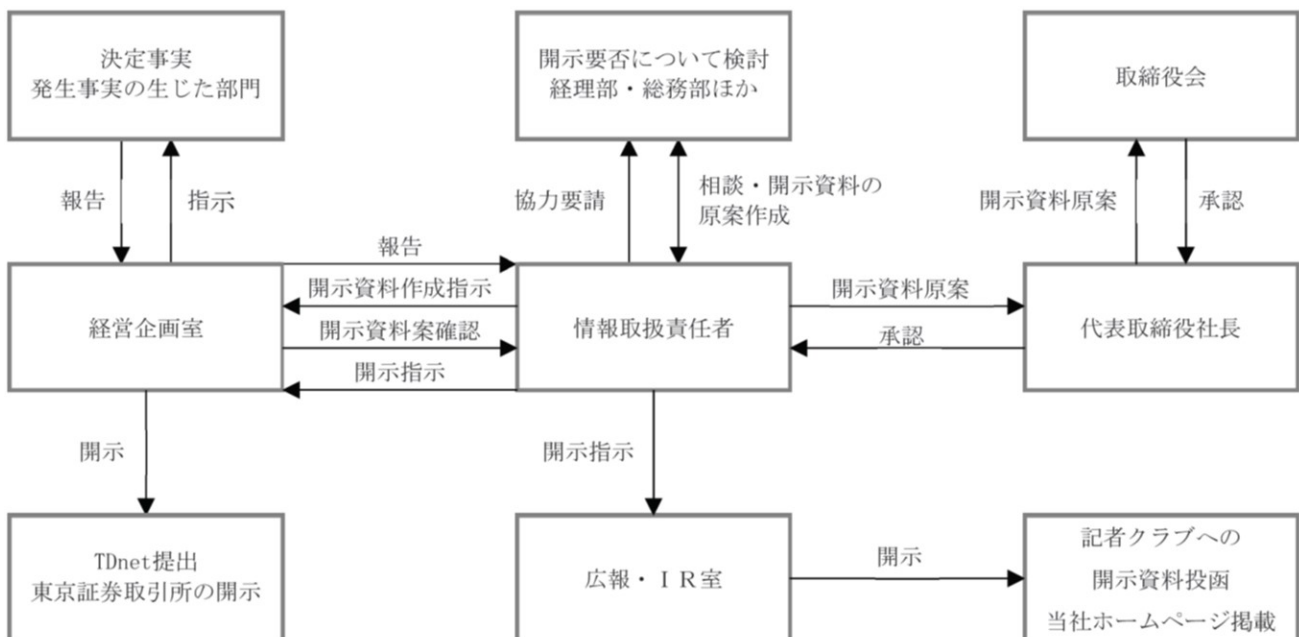 決定事実
発生事実の生じた部門
開示要否について検討
経理部・総務部ほか
取締役会
報告
指示
協力要請
相談・開示資料の
原案作成
開示資料原案
承認
経営企画室
報告
開示資料作成指示
開示資料案確認
開示指示
情報取扱責任者
開示資料原案
承認
代表取締役社長
開示
開示指示
TDnet提出
東京証券取引所の開示
広報・ＩＲ室
開示
記者クラブへの
開示資料投函
当社ホームページ掲載